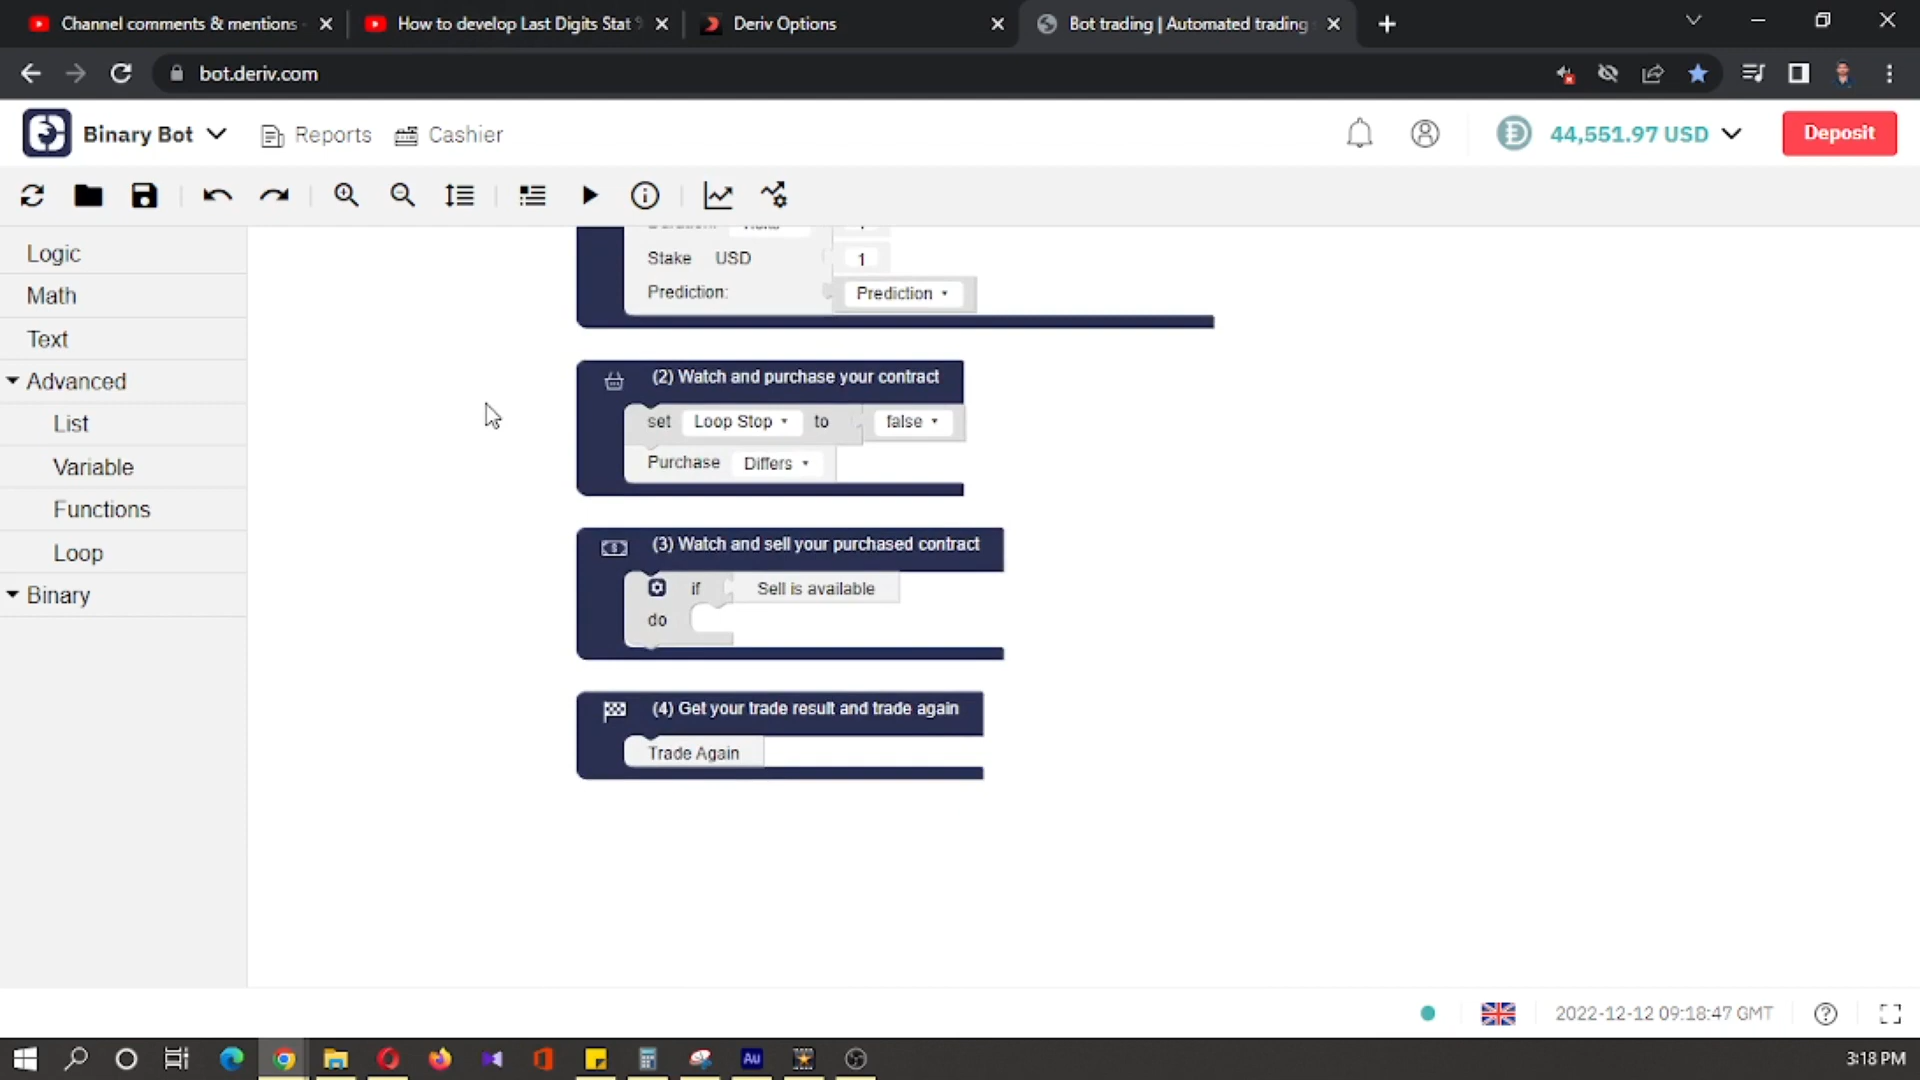 Channel comments & mentions
How to develop Last Digits Stat
Deriv Options
Bot trading | Automated trading
bot.deriv.com
Binary Bot
Reports
Cashier
44,551.97 USD
Deposit
Logic
Math
Text
Advanced
List
Variable
Functions
Loop
Binary
Stake USD 1
Prediction: Prediction
(2) Watch and purchase your contract
set Loop Stop to false
Purchase Differs
(3) Watch and sell your purchased contract
if Sell is available
do
(4) Get your trade result and trade again
Trade Again
2022-12-12 09:18:47 GMT
Au
3:18 PM